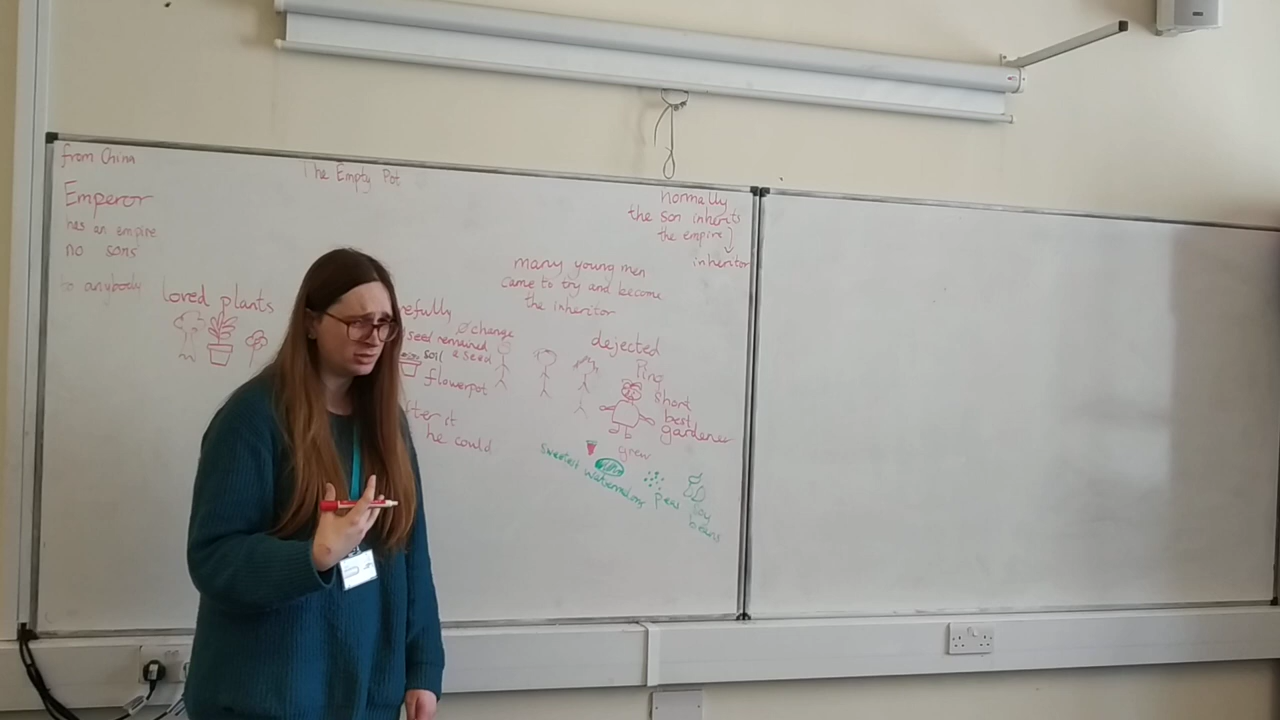 from China
The Empty Pot
Emperor
has an empire
no sons
to anybody
loved plants
normally
the son inherits
the empire
inheritor
many young men
came to try and become
the inheritor
efully
Ø change
seed remained
soil
a seed
flowerpot
ter it
he could
dejected
Ping
short
best
gardener
grew
sweetest watermelons peas soy
beans